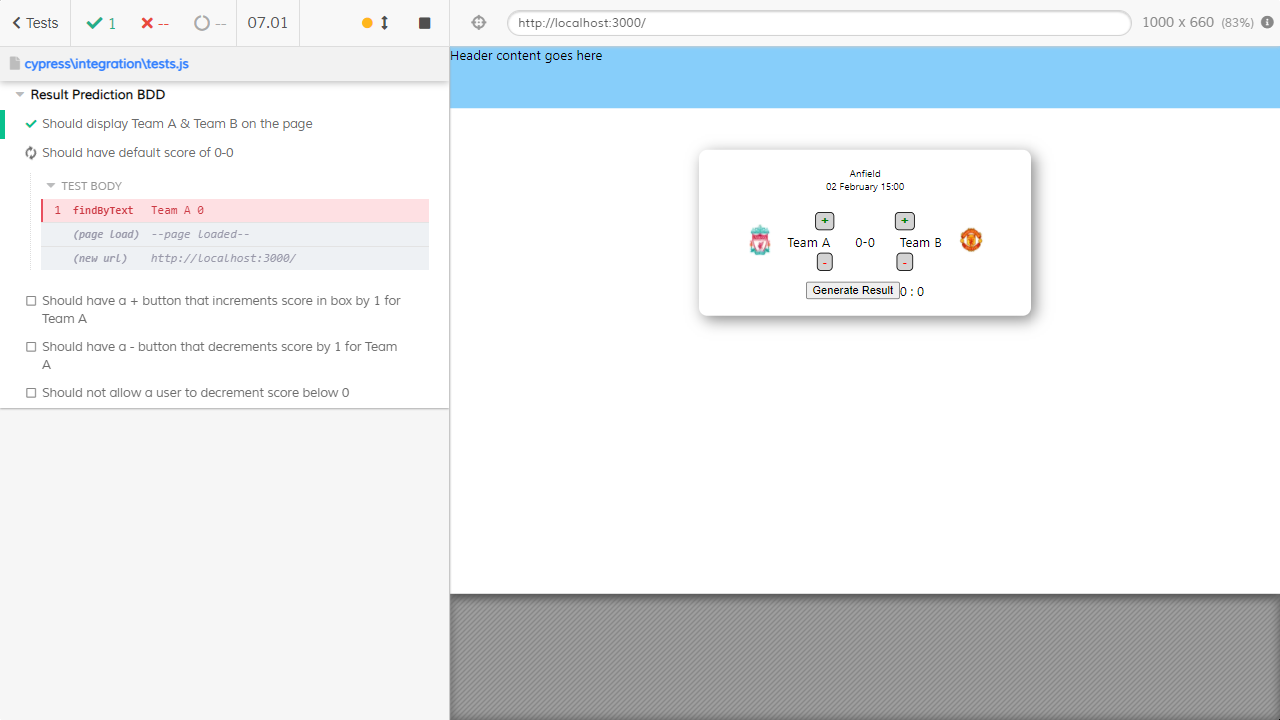 Tests
1
--
--
07.01
http://localhost:3000/
1000 x 660 (83%)
cypress\integration\tests.js
Result Prediction BDD
Should display Team A & Team B on the page
Should have default score of 0-0
TEST BODY
1 findByText Team A 0
(page load) --page loaded--
(new url) http://localhost:3000/
Should have a + button that increments score in box by 1 for
Team A
Should have a - button that decrements score by 1 for Team
A
Should not allow a user to decrement score below 0
Header content goes here
Anfield
02 February 15:00
+ +
Team A 0-0 Team B
- -
Generate Result 0 : 0